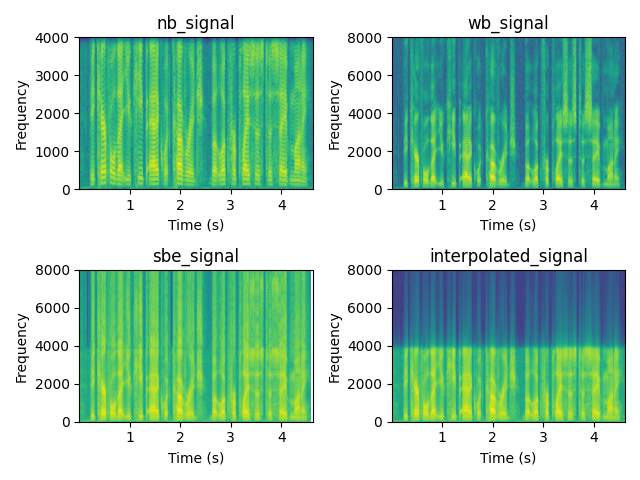 nb_signal
Frequency
4000
3000
2000
1000
0
1 2 3 4
Time (s)
wb_signal
Frequency
8000
6000
4000
2000
0
1 2 3 4
Time (s)
sbe_signal
Frequency
8000
6000
4000
2000
0
1 2 3 4
Time (s)
interpolated_signal
Frequency
8000
6000
4000
2000
0
1 2 3 4
Time (s)